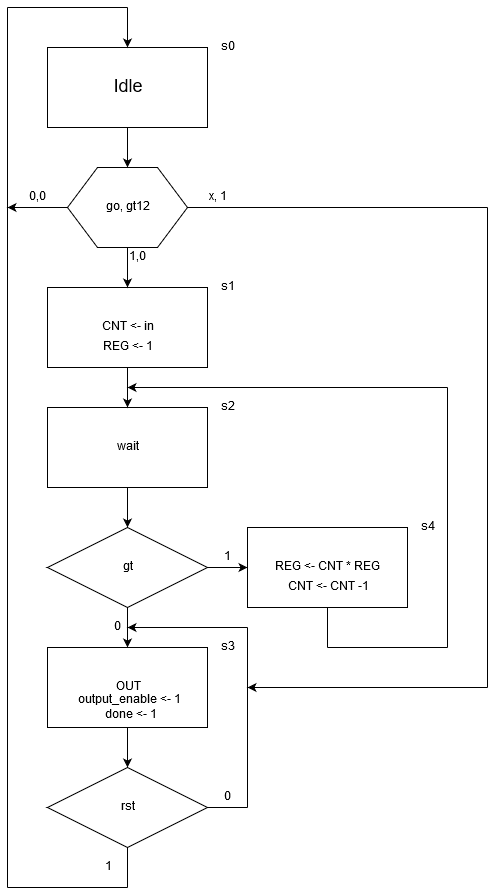 s0
Idle
0,0
go, gt12
x, 1
1,0
s1
CNT <- in
REG <- 1
s2
wait
s4
gt
1
REG <- CNT * REG
CNT <- CNT -1
0
s3
OUT
output_enable <- 1
done <- 1
rst
0
1